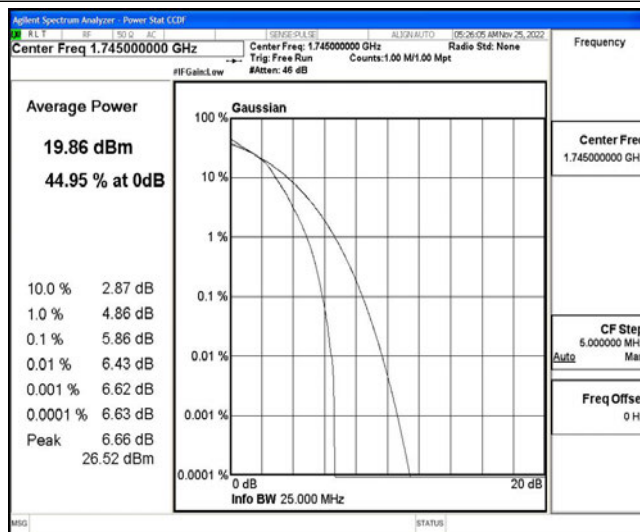 Agilent Spectrum Analyzer - Power Stat CCDF
RLT RF 50 Ω AC SENSE:PULSE ALIGN AUTO 05:26:05 AM Nov 25, 2022
Center Freq 1.745000000 GHz
Center Freq: 1.745000000 GHz Radio Std: None
Trig: Free Run Counts:1.00 M/1.00 Mpt
#IFGain:Low #Atten: 46 dB
Frequency
Average Power
19.86 dBm
44.95 % at 0dB
10.0 % 2.87 dB
1.0 % 4.86 dB
0.1 % 5.86 dB
0.01 % 6.43 dB
0.001 % 6.62 dB
0.0001 % 6.63 dB
Peak 6.66 dB
26.52 dBm
Gaussian
100 %
10 %
1 %
0.1 %
0.01 %
0.001 %
0.0001 %
0 dB 20 dB
Info BW 25.000 MHz
Center Freq
1.745000000 GH
CF Step
5.000000 MH
Auto Ma
Freq Offse
0 H
MSG STATUS